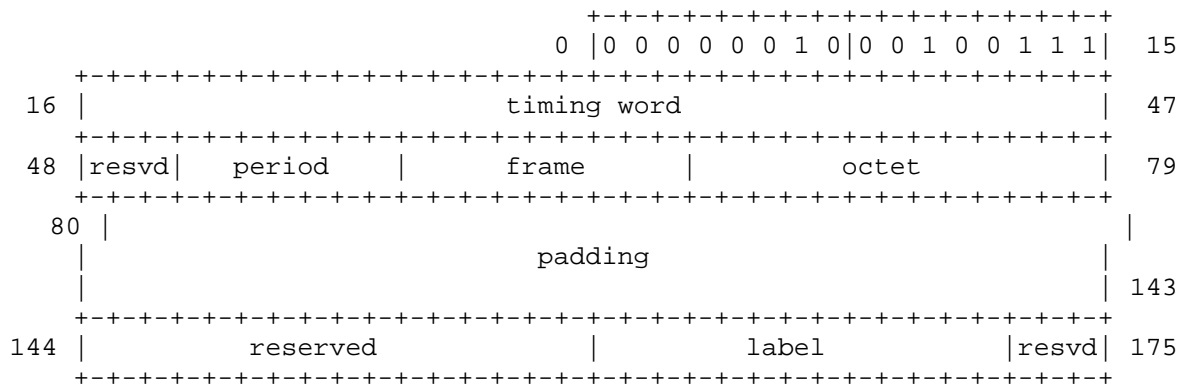 +-+-+-+-+-+-+-+-+-+-+-+-+-+-+-+-+
                              0 |0 0 0 0 0 0 1 0|0 0 1 0 0 1 1 1|  15
    +-+-+-+-+-+-+-+-+-+-+-+-+-+-+-+-+-+-+-+-+-+-+-+-+-+-+-+-+-+-+-+-+
 16 |                          timing word                          |  47
    +-+-+-+-+-+-+-+-+-+-+-+-+-+-+-+-+-+-+-+-+-+-+-+-+-+-+-+-+-+-+-+-+
 48 |resvd|   period    |      frame      |         octet           |  79
    +-+-+-+-+-+-+-+-+-+-+-+-+-+-+-+-+-+-+-+-+-+-+-+-+-+-+-+-+-+-+-+-+
   80 |                                                               |
    |                            padding                            |
    |                                                               | 143
    +-+-+-+-+-+-+-+-+-+-+-+-+-+-+-+-+-+-+-+-+-+-+-+-+-+-+-+-+-+-+-+-+
144 |          reserved             |         label           |resvd| 175
    +-+-+-+-+-+-+-+-+-+-+-+-+-+-+-+-+-+-+-+-+-+-+-+-+-+-+-+-+-+-+-+-+